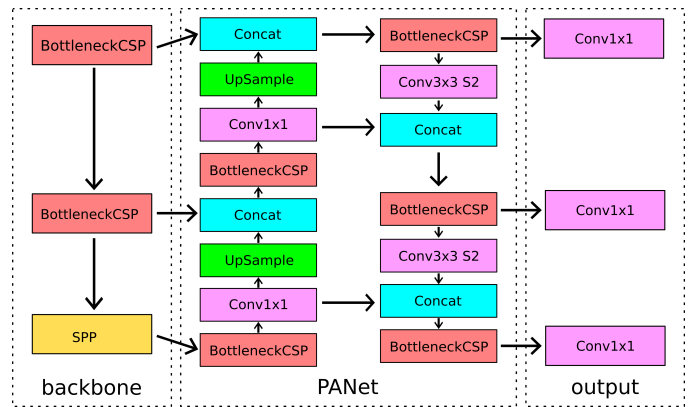 BottleneckCSP
BottleneckCSP
SPP
backbone
Concat
UpSample
Conv1x1
BottleneckCSP
Concat
UpSample
Conv1x1
BottleneckCSP
BottleneckCSP
Conv3x3 S2
Concat
BottleneckCSP
Conv3x3 S2
Concat
BottleneckCSP
PANet
Conv1x1
Conv1x1
Conv1x1
output